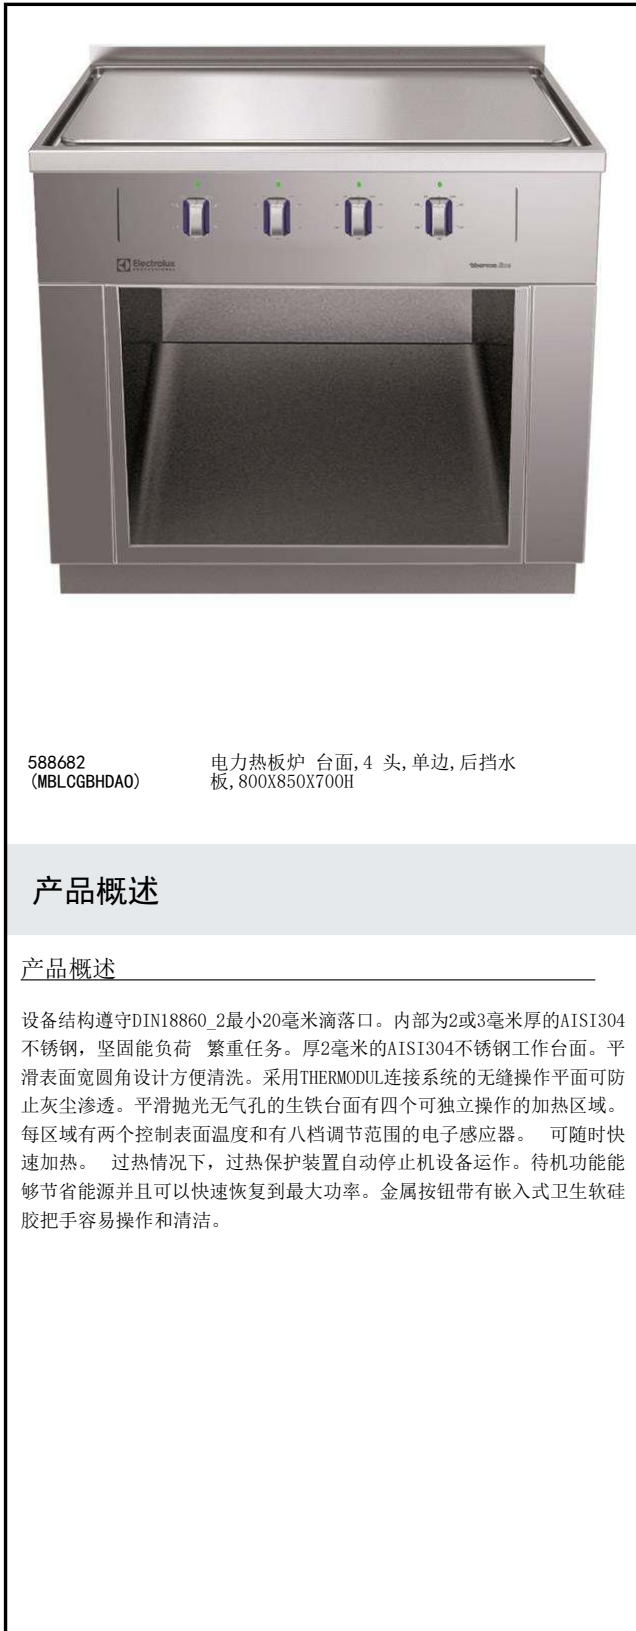 Electrolux
PROFESSIONAL
588682
(MBLCGBHDAO)
电力热板炉 台面,4 头,单边,后挡水
板,800X850X700H
产品概述
产品概述
设备结构遵守DIN18860_2最小20毫米滴落口。内部为2或3毫米厚的AISI304
不锈钢，坚固能负荷 繁重任务。厚2毫米的AISI304不锈钢工作台面。平
滑表面宽圆角设计方便清洗。采用THERMODUL连接系统的无缝操作平面可防
止灰尘渗透。平滑抛光无气孔的生铁台面有四个可独立操作的加热区域。
每区域有两个控制表面温度和有八档调节范围的电子感应器。 可随时快
速加热。 过热情况下，过热保护装置自动停止机设备运作。待机功能能
够节省能源并且可以快速恢复到最大功率。金属按钮带有嵌入式卫生软硅
胶把手容易操作和清洁。